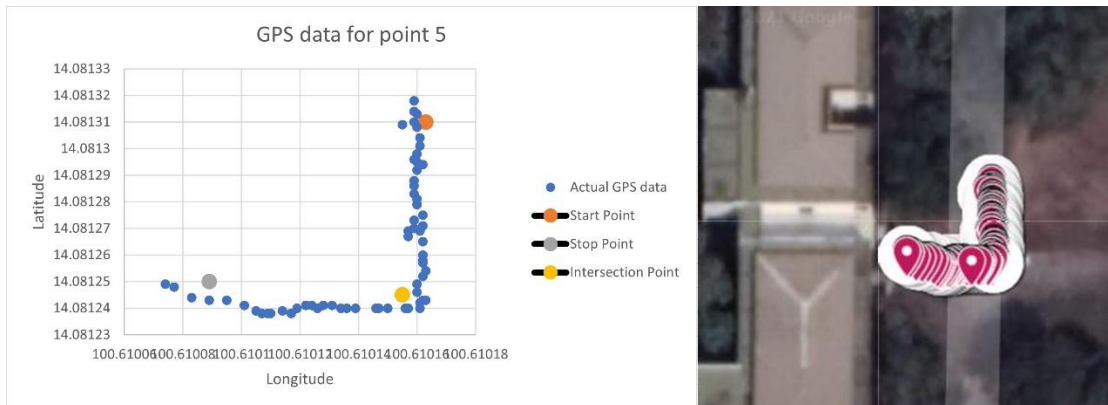 GPS data for point 5
14.08133
14.08132
14.08131
14.0813
14.08129
14.08128
14.08127
14.08126
14.08125
14.08124
14.08123
Latitude
100.61006 100.61008 100.6101 100.61012 100.61014 100.61016 100.61018
Longitude
Actual GPS data
Start Point
Stop Point
Intersection Point
Google